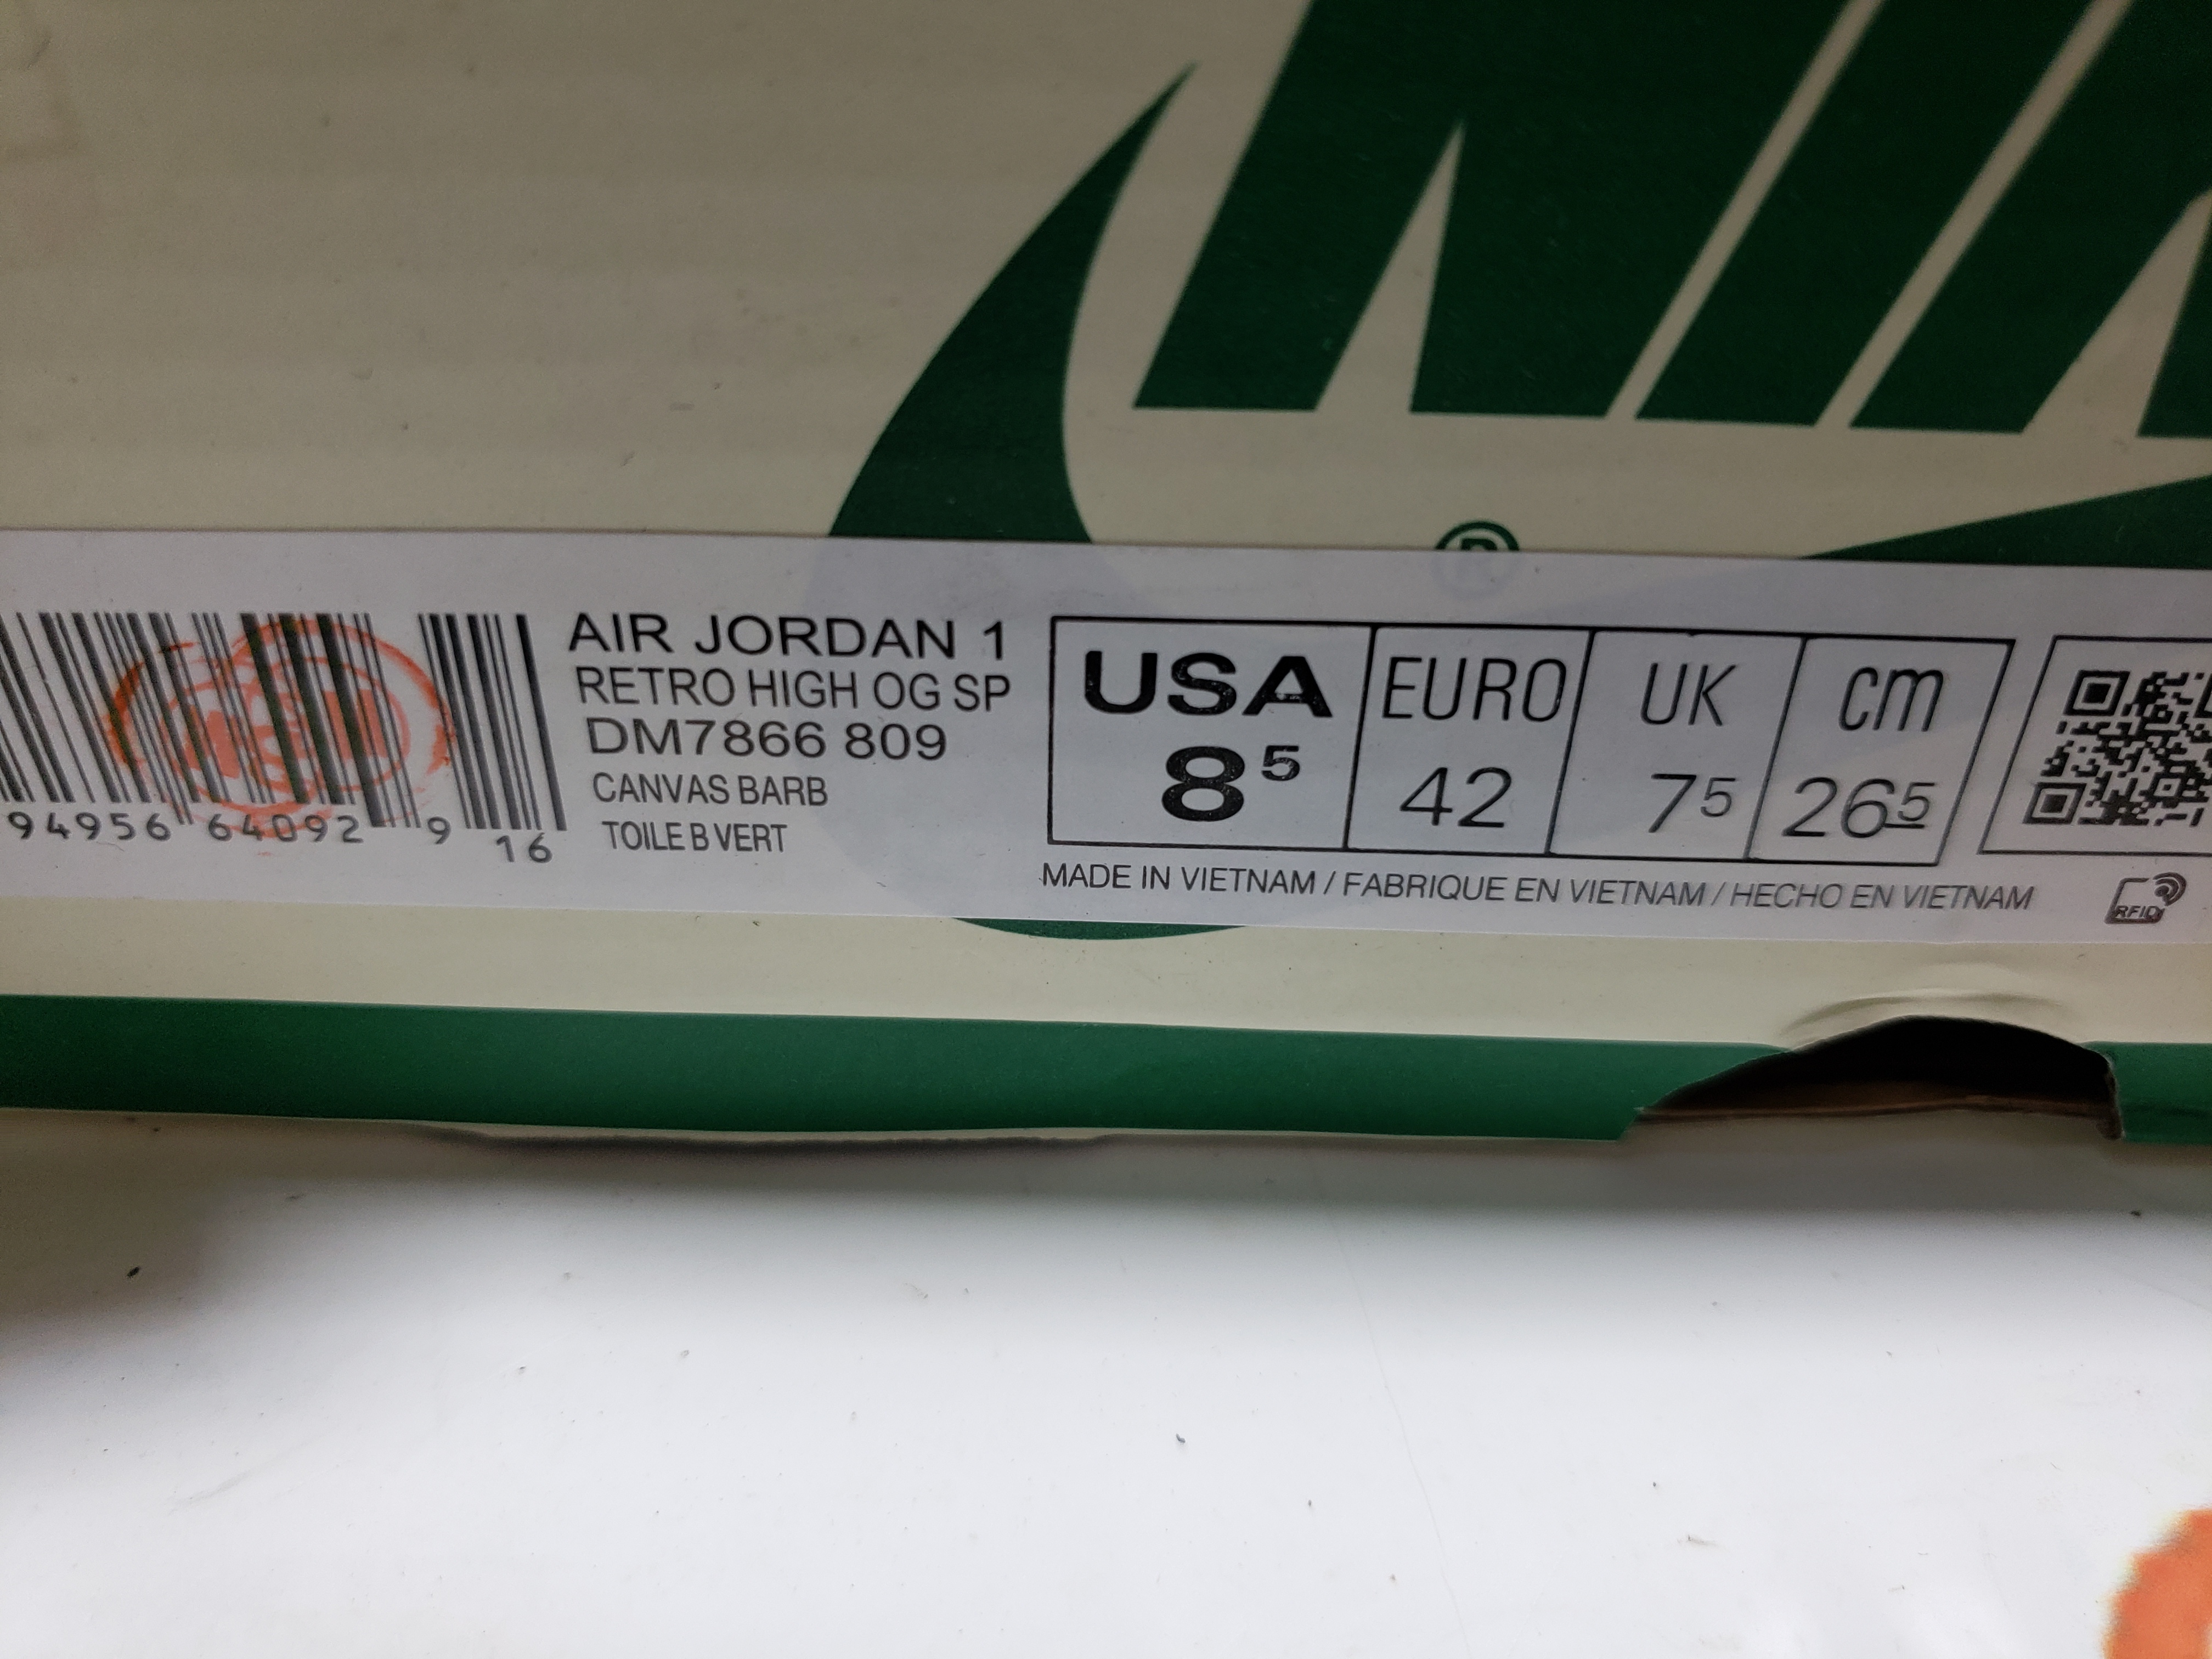 NIK
®
AIR JORDAN 1
RETRO HIGH OG SP
DM7866 809
CANVAS BARB
TOILE B VERT
94956 64092 9 16
USA EURO UK cm
8⁵ 42 7⁵ 26⁵
MADE IN VIETNAM / FABRIQUE EN VIETNAM / HECHO EN VIETNAM
RFID